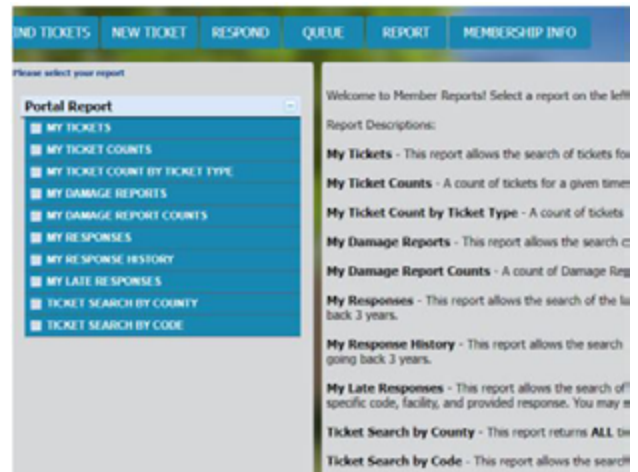 TICKETS NEW TICKET RESPOND QUEUE REPORT MEMBERSHIP INFO
Please select your report
Portal Report
MY TICKETS
MY TICKET COUNTS
MY TICKET COUNT BY TICKET TYPE
MY DAMAGE REPORTS
MY DAMAGE REPORT COUNTS
MY RESPONSES
MY RESPONSE HISTORY
MY LATE RESPONSES
TICKET SEARCH BY COUNTY
TICKET SEARCH BY CODE
Welcome to Member Reports! Select a report on the left
Report Descriptions:
My Tickets - This report allows the search of tickets
My Ticket Counts - A count of tickets for a given
My Ticket Count by Ticket Type - A count of tickets
My Damage Reports - This report allows the search
My Damage Report Counts - A count of Damage
My Responses - This report allows the search of the
back 3 years.
My Response History - This report allows the search
going back 3 years.
My Late Responses - This report allows the search of
specific code, facility, and provided response. You may
Ticket Search by County - This report returns ALL
Ticket Search by Code - This report allows the search